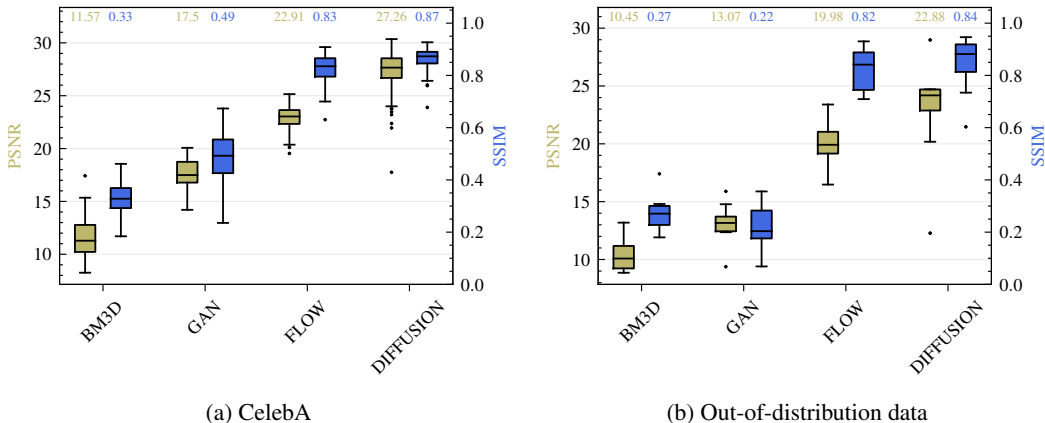 11.57 0.33 17.5 0.49 22.91 0.83 27.26 0.87
30
25
20
15
10
PSNR
1.0
0.8
0.6
0.4
0.2
0.0
SSIM
BM3D
GAN
FLOW
DIFFUSION
(a) CelebA
10.45 0.27 13.07 0.22 19.98 0.82 22.88 0.84
30
25
20
15
10
PSNR
1.0
0.8
0.6
0.4
0.2
0.0
SSIM
BM3D
GAN
FLOW
DIFFUSION
(b) Out-of-distribution data